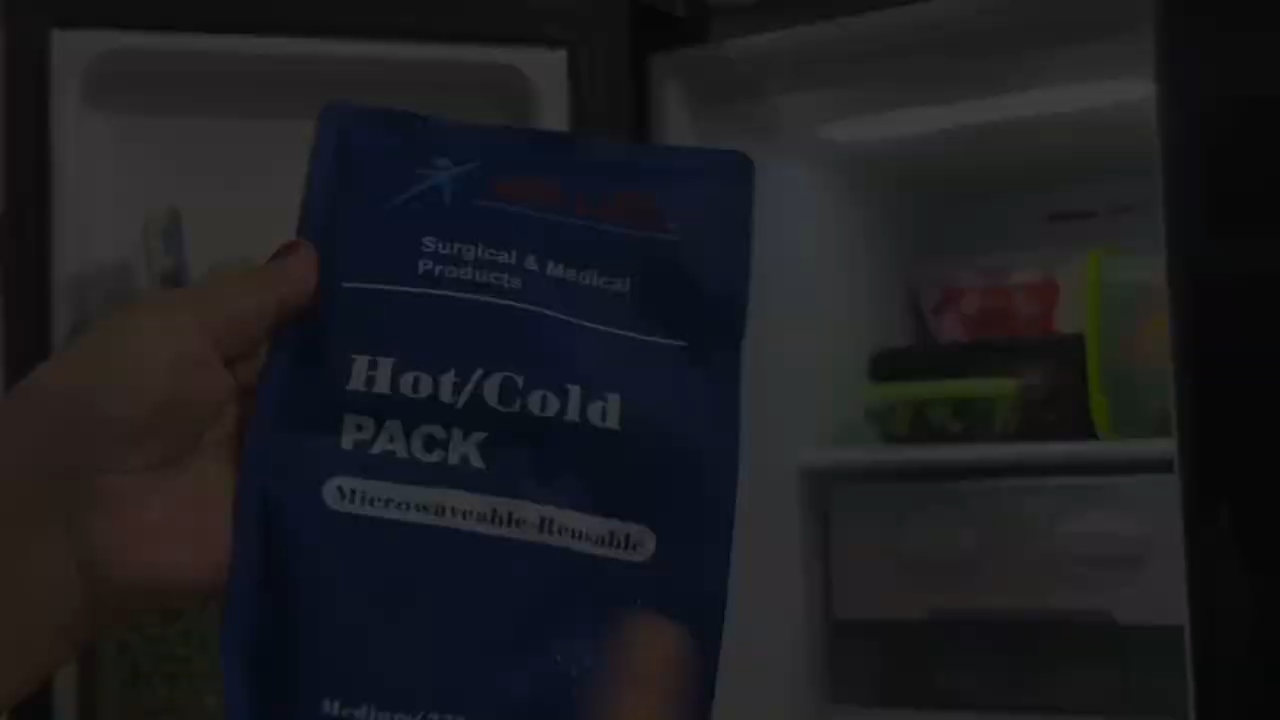 Surgical & Medical
Products
Hot/Cold
PACK
Microwaveable-Reusable